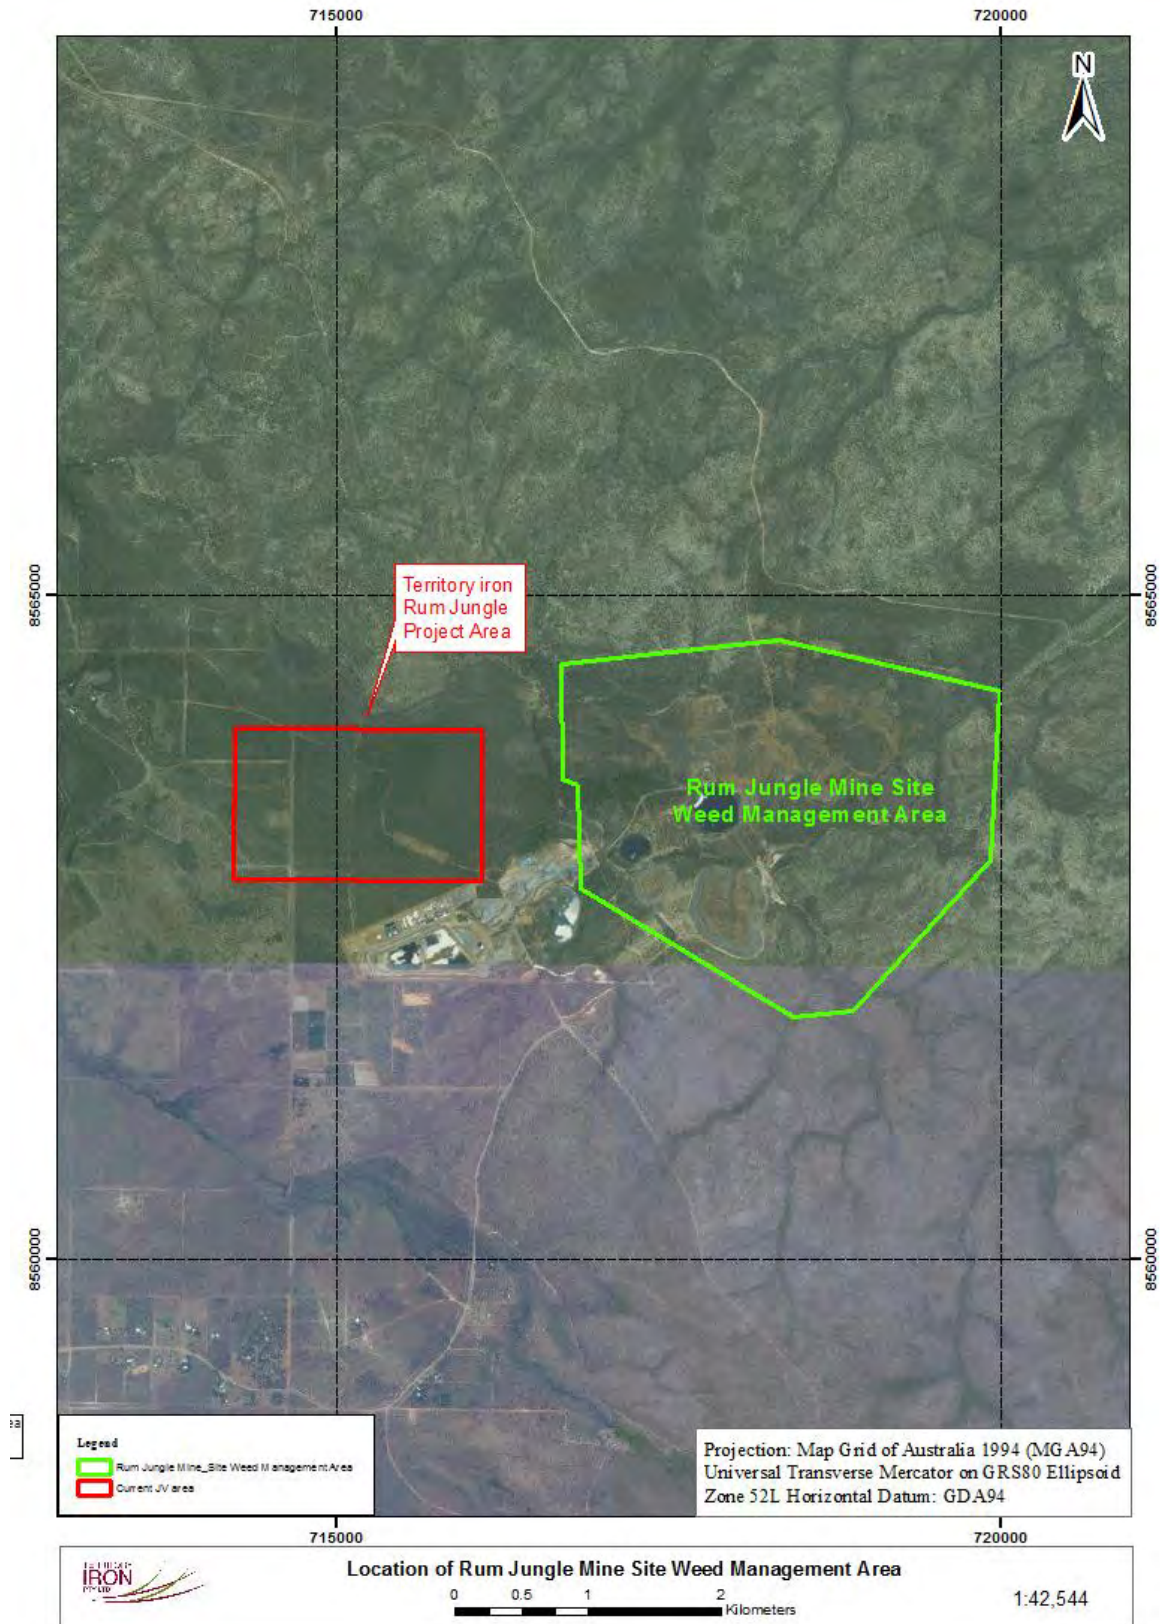 715000
720000
N
8565000
8565000
Territory iron
Rum Jungle
Project Area
Rum Jungle Mine Site
Weed Management Area
8560000
8560000
Legend
Rum Jungle Mine_Site Weed Management Area
Current JV area
Projection: Map Grid of Australia 1994 (MGA94)
Universal Transverse Mercator on GRS80 Ellipsoid
Zone 52L Horizontal Datum: GDA94
715000
720000
TERRITORY
IRON
PTY LTD
Location of Rum Jungle Mine Site Weed Management Area
0 0.5 1 2
Kilometers
1:42,544